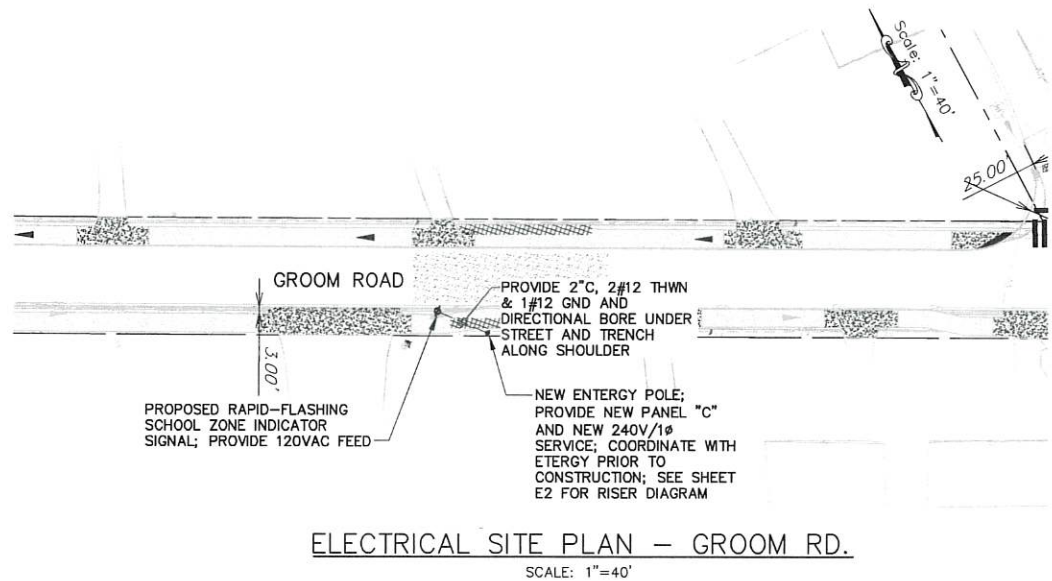 Scale: 1"=40'
25.00'
GROOM ROAD
PROVIDE 2"C, 2#12 THWN
& 1#12 GND AND
DIRECTIONAL BORE UNDER
STREET AND TRENCH
ALONG SHOULDER
3.00'
PROPOSED RAPID-FLASHING
SCHOOL ZONE INDICATOR
SIGNAL; PROVIDE 120VAC FEED
NEW ENTERGY POLE;
PROVIDE NEW PANEL "C"
AND NEW 240V/1ø
SERVICE; COORDINATE WITH
ETERGY PRIOR TO
CONSTRUCTION; SEE SHEET
E2 FOR RISER DIAGRAM
ELECTRICAL SITE PLAN – GROOM RD.
SCALE: 1"=40'